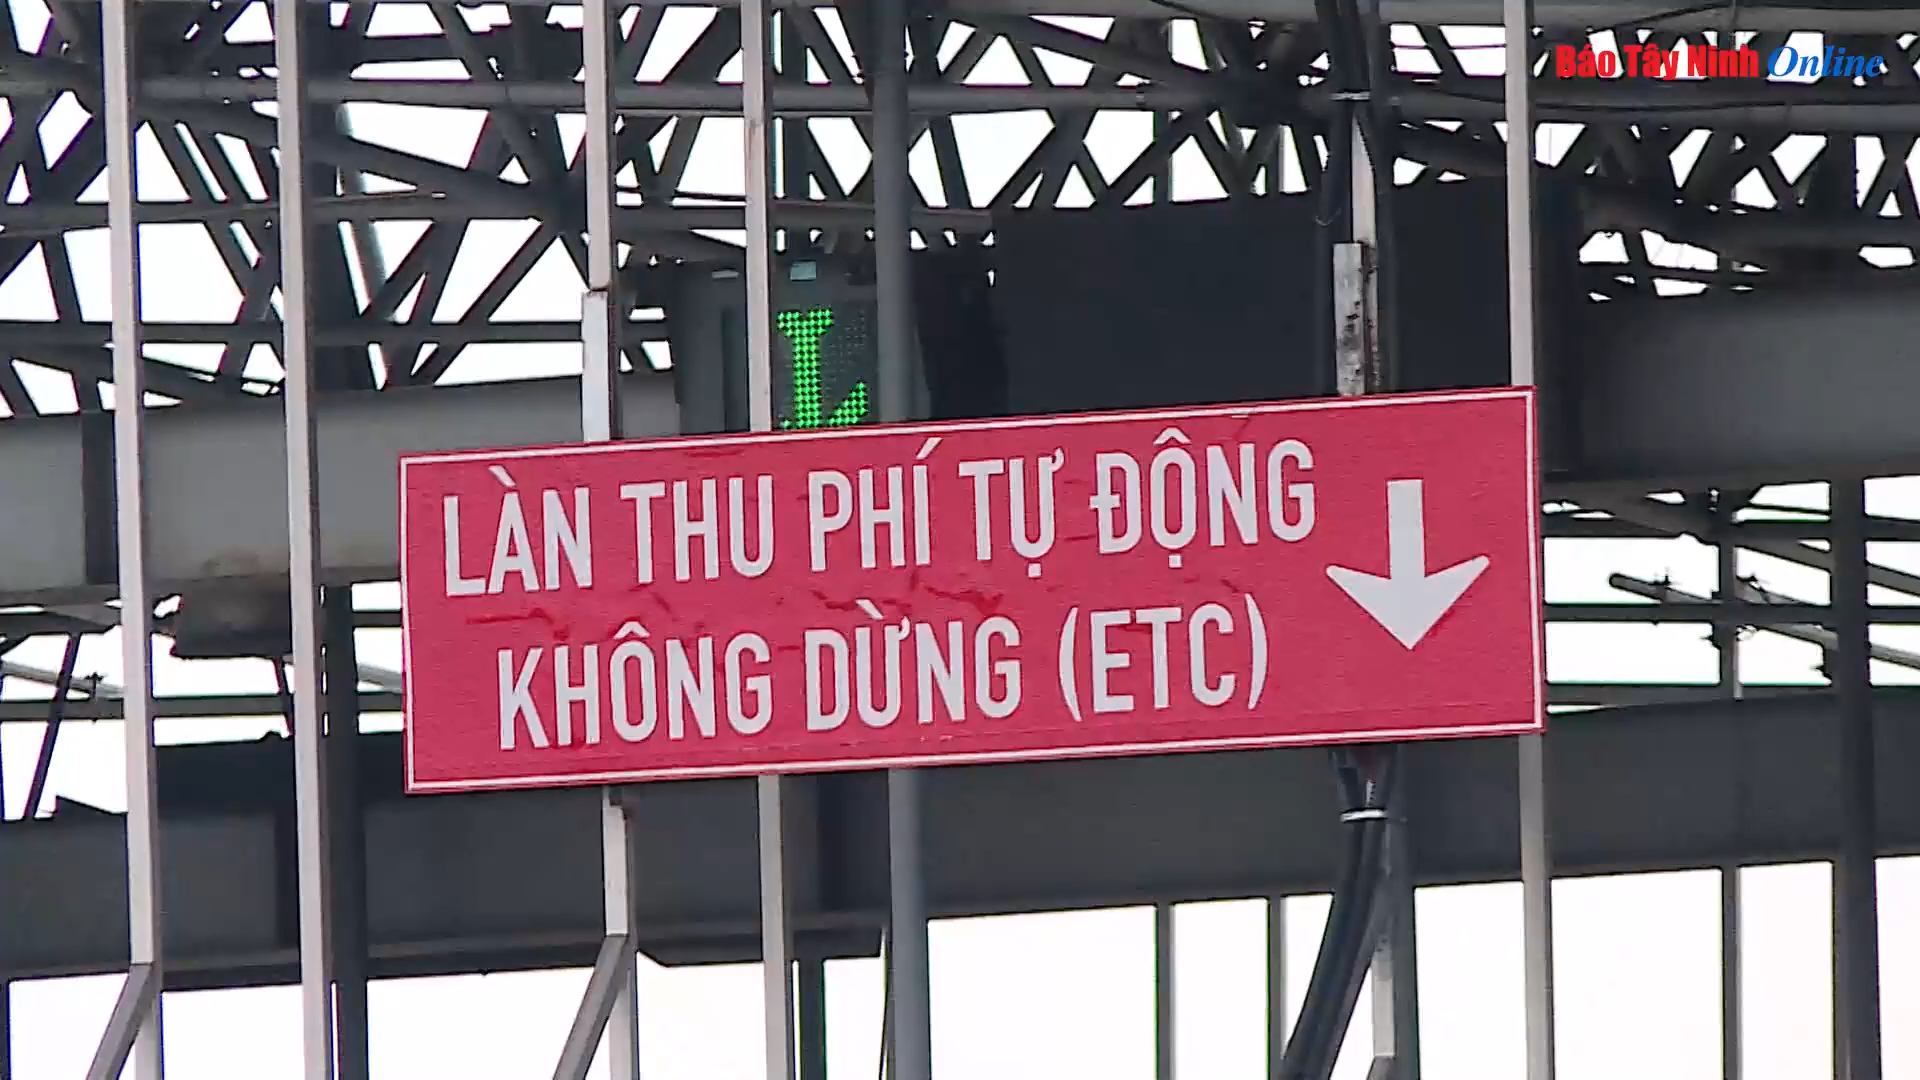 Báo Tây Ninh Online
LÀN THU PHÍ TỰ ĐỘNG
KHÔNG DỪNG (ETC)